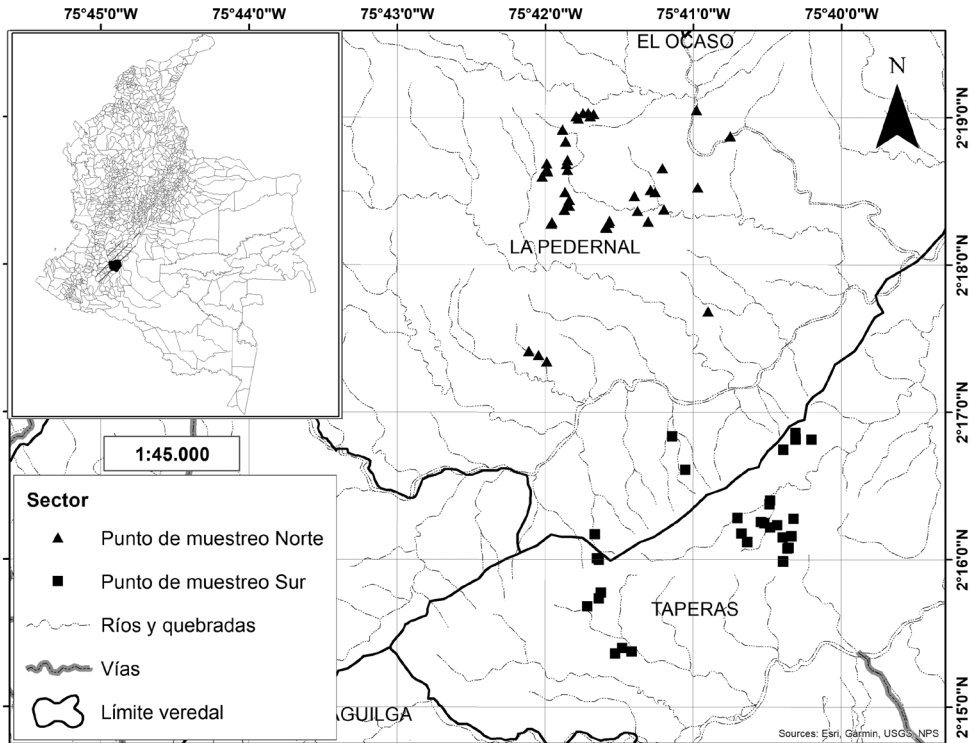 75°45'0"W 75°44'0"W 75°43'0"W 75°42'0"W 75°41'0"W 75°40'0"W
EL OCASO
N
2°19'0"N
LA PEDERNAL
2°18'0"N
2°17'0"N
1:45.000
Sector
Punto de muestreo Norte
Punto de muestreo Sur
2°16'0"N
TAPERAS
Ríos y quebradas
Vías
Límite veredal
AGUILGA
2°15'0"N
Sources: Esri, Garmin, USGS, NPS